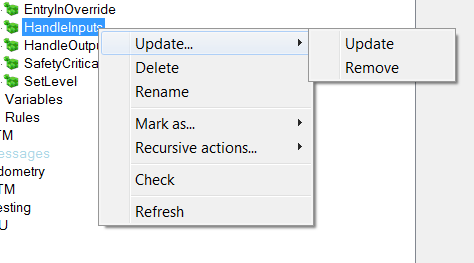 EntryInOverride
HandleInputs
HandleOutpu
SafetyCritica
SetLevel
Variables
Rules
TM
essages
dometry
TM
esting
U
Update...
Delete
Rename
Mark as...
Recursive actions...
Check
Refresh
Update
Remove